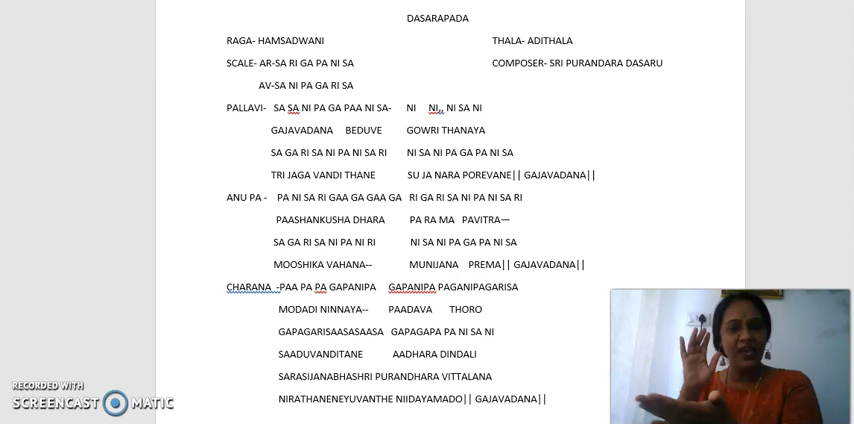 DASARAPADA
RAGA- HAMSADWANI THALA- ADITHALA
SCALE- AR-SA RI GA PA NI SA COMPOSER- SRI PURANDARA DASARU
AV-SA NI PA GA RI SA
PALLAVI- SA SA NI PA GA PAA NI SA- NI NI,, NI SA NI
GAJAVADANA BEDUVE GOWRI THANAYA
SA GA RI SA NI PA NI SA RI NI SA NI PA GA PA NI SA
TRI JAGA VANDI THANE SU JA NARA POREVANE|| GAJAVADANA||
ANU PA - PA NI SA RI GAA GA GAA GA RI GA RI SA NI PA NI SA RI
PAASHANKUSHA DHARA PA RA MA PAVITRA—
SA GA RI SA NI PA NI RI NI SA NI PA GA PA NI SA
MOOSHIKA VAHANA-- MUNIJANA PREMA|| GAJAVADANA||
CHARANA -PAA PA PA GAPANIPA GAPANIPA PAGANIPAGARISA
MODADI NINNAYA-- PAADAVA THORO
GAPAGARISAASASAASA GAPAGAPA PA NI SA NI
SAADUVANDITANE AADHARA DINDALI
SARASIJANABHASHRI PURANDHARA VITTALANA
NIRATHANENEYUVANTHE NIIDAYAMADO|| GAJAVADANA||
RECORDED WITH
SCREENCAST MATIC